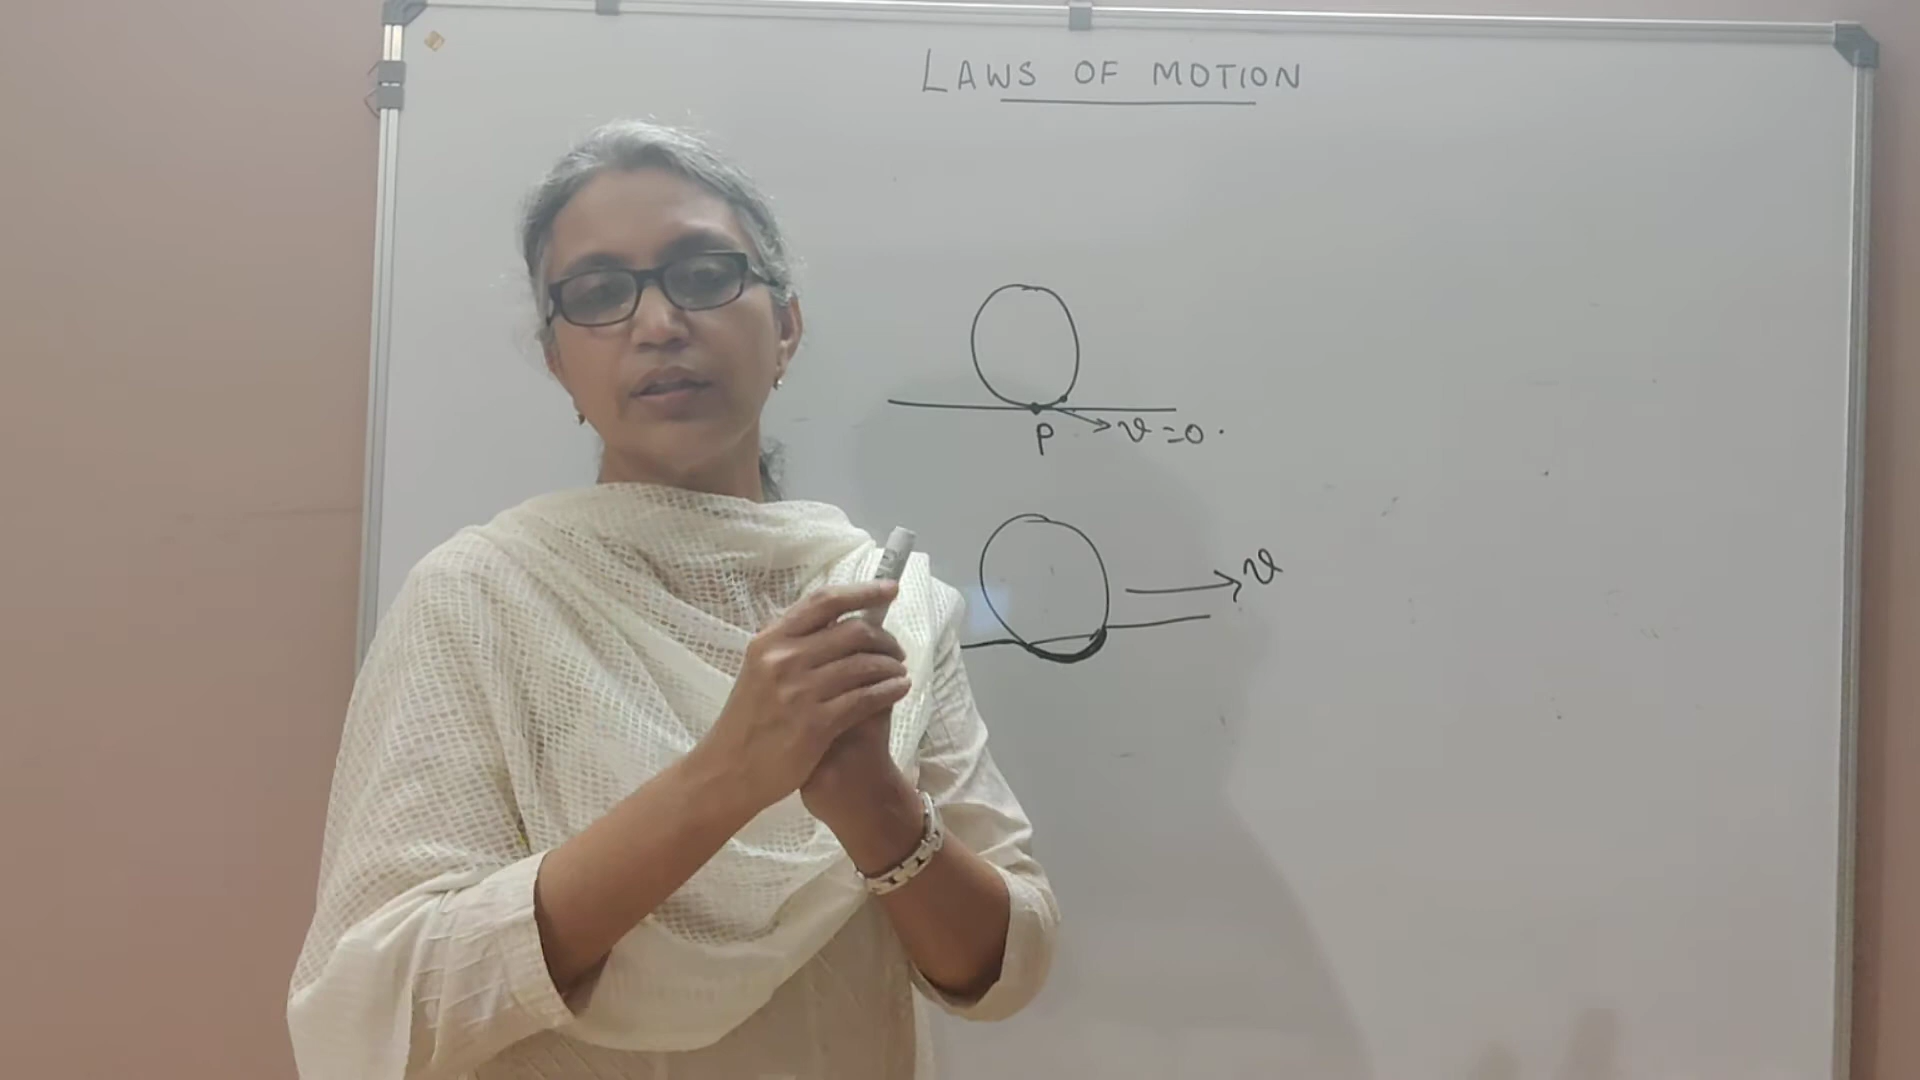 LAWS OF MOTION
P
v = 0.
v